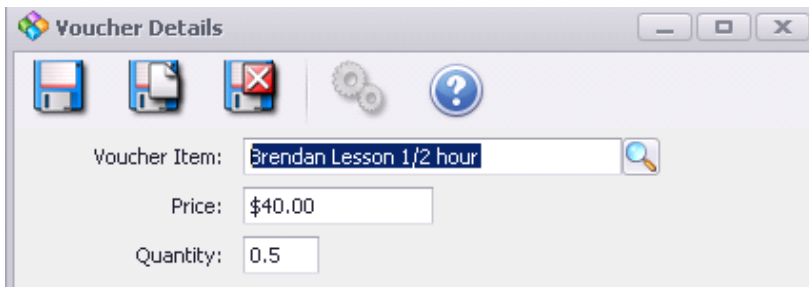 Voucher Details
Voucher Item: Brendan Lesson 1/2 hour
Price: $40.00
Quantity: 0.5